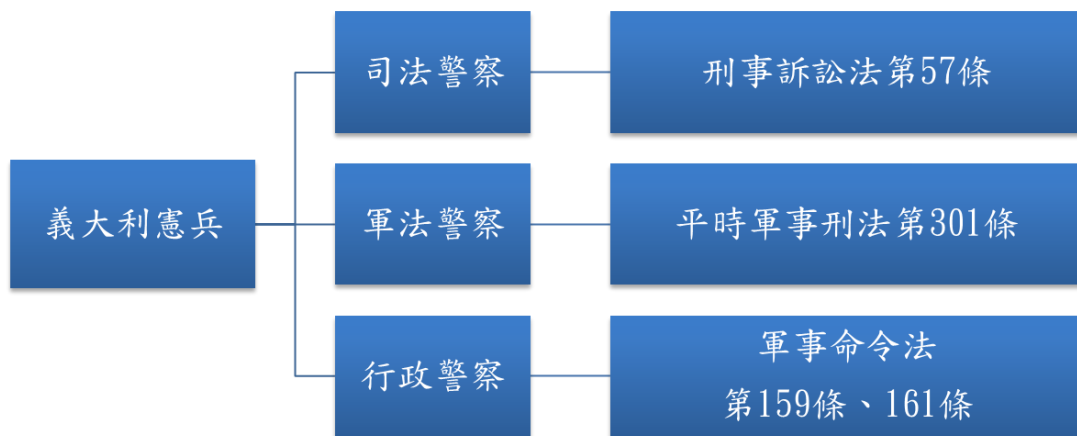 義大利憲兵
司法警察
刑事訴訟法第57條
軍法警察
平時軍事刑法第301條
行政警察
軍事命令法
第159條、161條